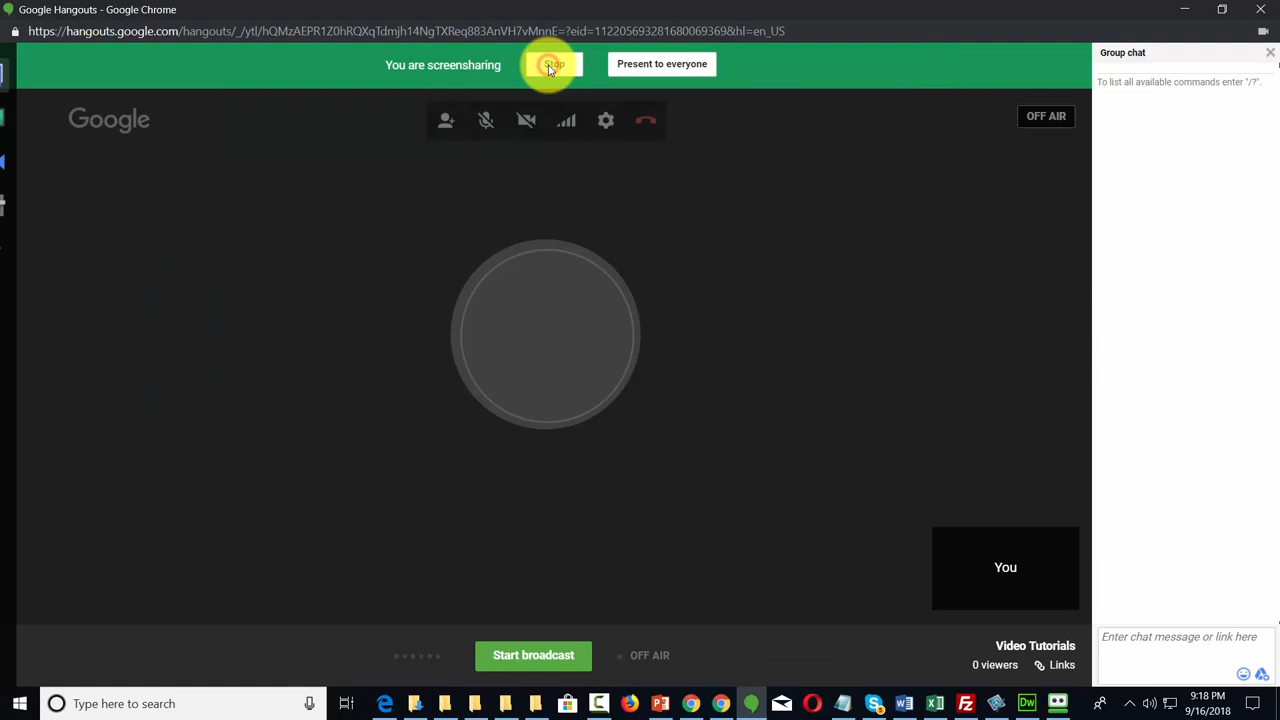 Google Hangouts - Google Chrome
https://hangouts.google.com/hangouts/_/ytl/hQMzAEPR1Z0hRQXqTdmjh14NgTXReq883AnVH7vMnnE=?eid=112205693281680069369&hl=en_US
You are screensharing
Stop
Present to everyone
Group chat
To list all available commands enter "/?".
Google
OFF AIR
You
Start broadcast
OFF AIR
Video Tutorials
0 viewers
Links
Enter chat message or link here
Type here to search
9:18 PM
9/16/2018